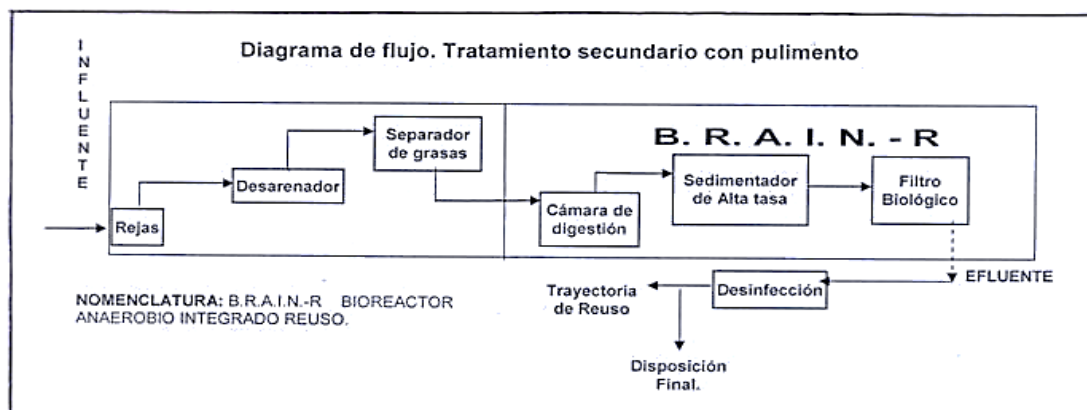 INFLUENTE
Diagrama de flujo. Tratamiento secundario con pulimento
B. R. A. I. N. - R
Separador
de grasas
Desarenador
Rejas
Cámara de
digestión
Sedimentador
de Alta tasa
Filtro
Biológico
EFLUENTE
Desinfección
Trayectoria
de Reuso
Disposición
Final.
NOMENCLATURA: B.R.A.I.N.-R BIOREACTOR
ANAEROBIO INTEGRADO REUSO.